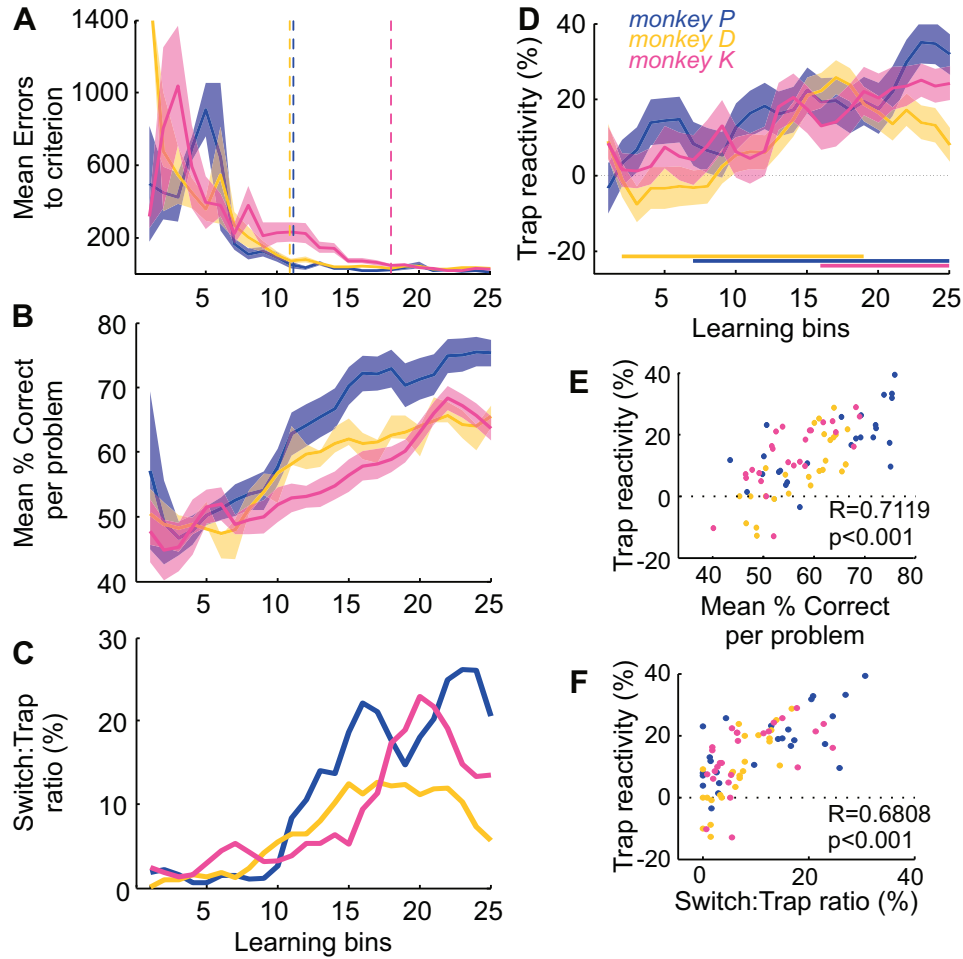 A
Mean Errors
to criterion
1400
1000
600
200
5
10
15
20
25
B
Mean % Correct
per problem
80
70
60
50
40
5
10
15
20
25
C
Switch:Trap
ratio (%)
30
20
10
0
5
10
15
20
25
Learning bins
D
Trap reactivity (%)
40
20
0
-20
monkey P
monkey D
monkey K
5
10
15
20
25
Learning bins
E
Trap reactivity (%)
40
20
0
-20
R=0.7119
p<0.001
40
50
60
70
80
Mean % Correct
per problem
F
Trap reactivity (%)
40
20
0
-20
R=0.6808
p<0.001
0
20
40
Switch:Trap ratio (%)